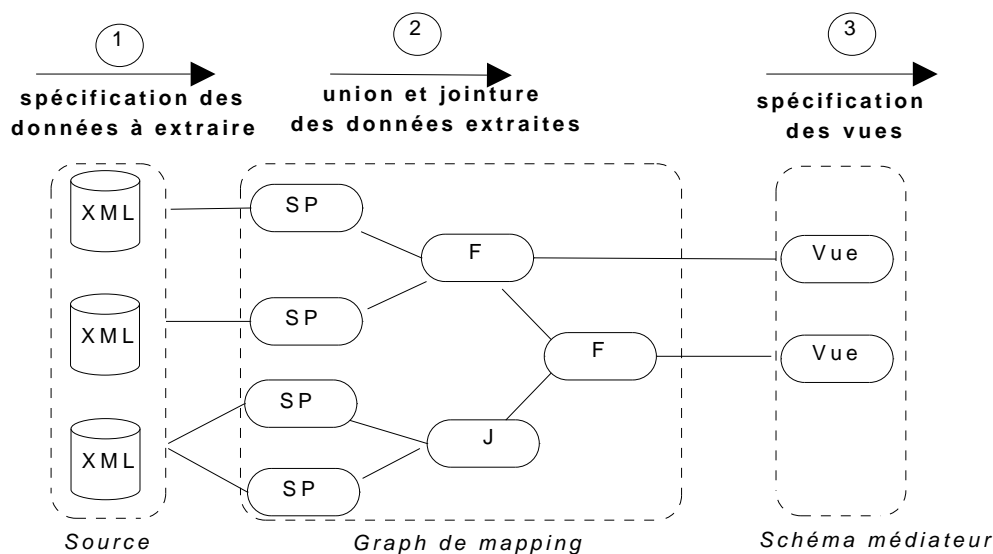 1
2
3
spécification des
données à extraire
union et jointure
des données extraites
spécification
des vues
XML
SP
F
Vue
XML
SP
F
Vue
SP
J
XML
SP
Source
Graph de mapping
Schéma médiateur